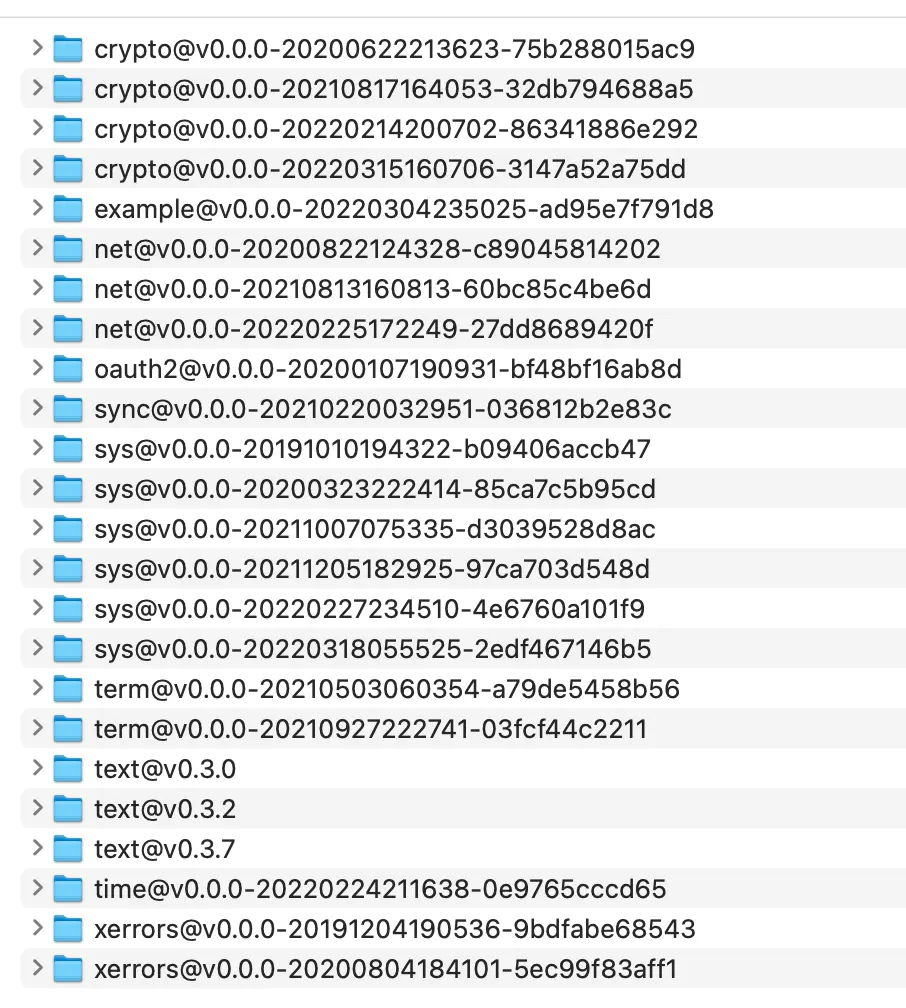 crypto@v0.0.0-20200622213623-75b288015ac9
crypto@v0.0.0-20210817164053-32db794688a5
crypto@v0.0.0-20220214200702-86341886e292
crypto@v0.0.0-20220315160706-3147a52a75dd
example@v0.0.0-20220304235025-ad95e7f791d8
net@v0.0.0-20200822124328-c89045814202
net@v0.0.0-20210813160813-60bc85c4be6d
net@v0.0.0-20220225172249-27dd8689420f
oauth2@v0.0.0-20200107190931-bf48bf16ab8d
sync@v0.0.0-20210220032951-036812b2e83c
sys@v0.0.0-20191010194322-b09406accb47
sys@v0.0.0-20200323222414-85ca7c5b95cd
sys@v0.0.0-20211007075335-d3039528d8ac
sys@v0.0.0-20211205182925-97ca703d548d
sys@v0.0.0-20220227234510-4e6760a101f9
sys@v0.0.0-20220318055525-2edf467146b5
term@v0.0.0-20210503060354-a79de5458b56
term@v0.0.0-20210927222741-03fcf44c2211
text@v0.3.0
text@v0.3.2
text@v0.3.7
time@v0.0.0-20220224211638-0e9765cccd65
xerrors@v0.0.0-20191204190536-9bdfabe68543
xerrors@v0.0.0-20200804184101-5ec99f83aff1